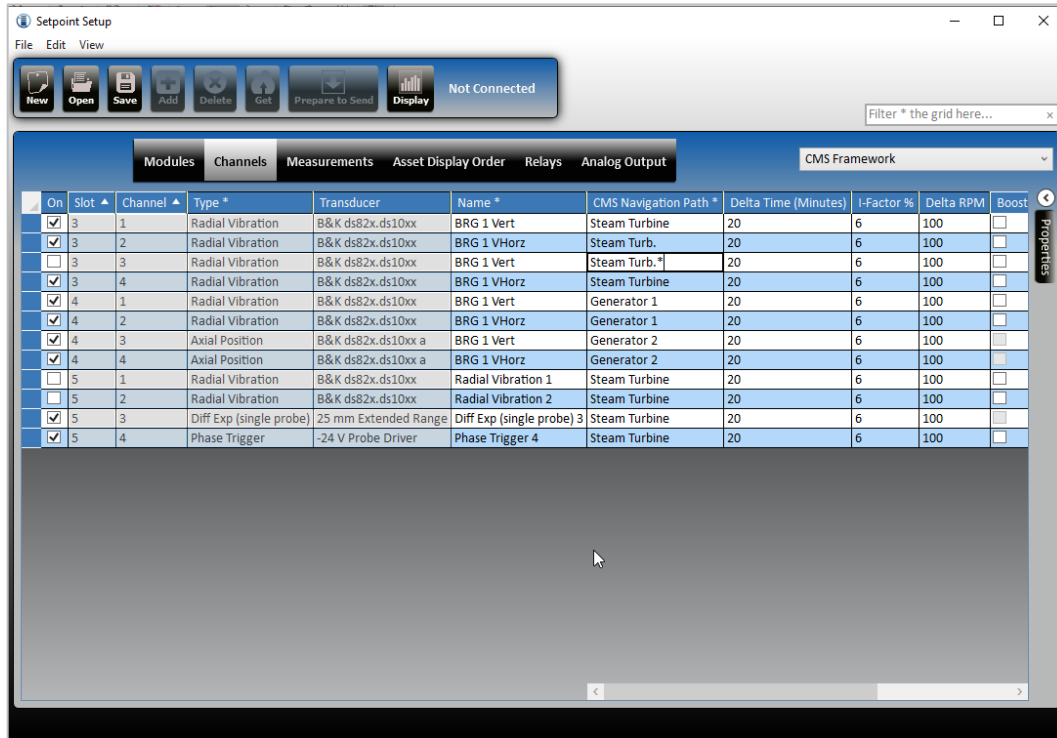 Setpoint Setup
File Edit View
New Open Save Add Delete Get Prepare to Send Display Not Connected
Filter * the grid here... ×
Modules Channels Measurements Asset Display Order Relays Analog Output CMS Framework
On Slot Channel Type * Transducer Name * CMS Navigation Path * Delta Time (Minutes) I-Factor % Delta RPM Boost
3 1 Radial Vibration B&K ds82x.ds10xx BRG 1 Vert Steam Turbine 20 6 100
3 2 Radial Vibration B&K ds82x.ds10xx BRG 1 VHorz Steam Turb. 20 6 100
3 3 Radial Vibration B&K ds82x.ds10xx BRG 1 Vert Steam Turb.* 20 6 100
3 4 Radial Vibration B&K ds82x.ds10xx BRG 1 VHorz Steam Turbine 20 6 100
4 1 Radial Vibration B&K ds82x.ds10xx BRG 1 Vert Generator 1 20 6 100
4 2 Radial Vibration B&K ds82x.ds10xx BRG 1 VHorz Generator 1 20 6 100
4 3 Axial Position B&K ds82x.ds10xx a BRG 1 Vert Generator 2 20 6 100
4 4 Axial Position B&K ds82x.ds10xx a BRG 1 VHorz Generator 2 20 6 100
5 1 Radial Vibration B&K ds82x.ds10xx Radial Vibration 1 Steam Turbine 20 6 100
5 2 Radial Vibration B&K ds82x.ds10xx Radial Vibration 2 Steam Turbine 20 6 100
5 3 Diff Exp (single probe) 25 mm Extended Range Diff Exp (single probe) 3 Steam Turbine 20 6 100
5 4 Phase Trigger -24 V Probe Driver Phase Trigger 4 Steam Turbine 20 6 100
Properties